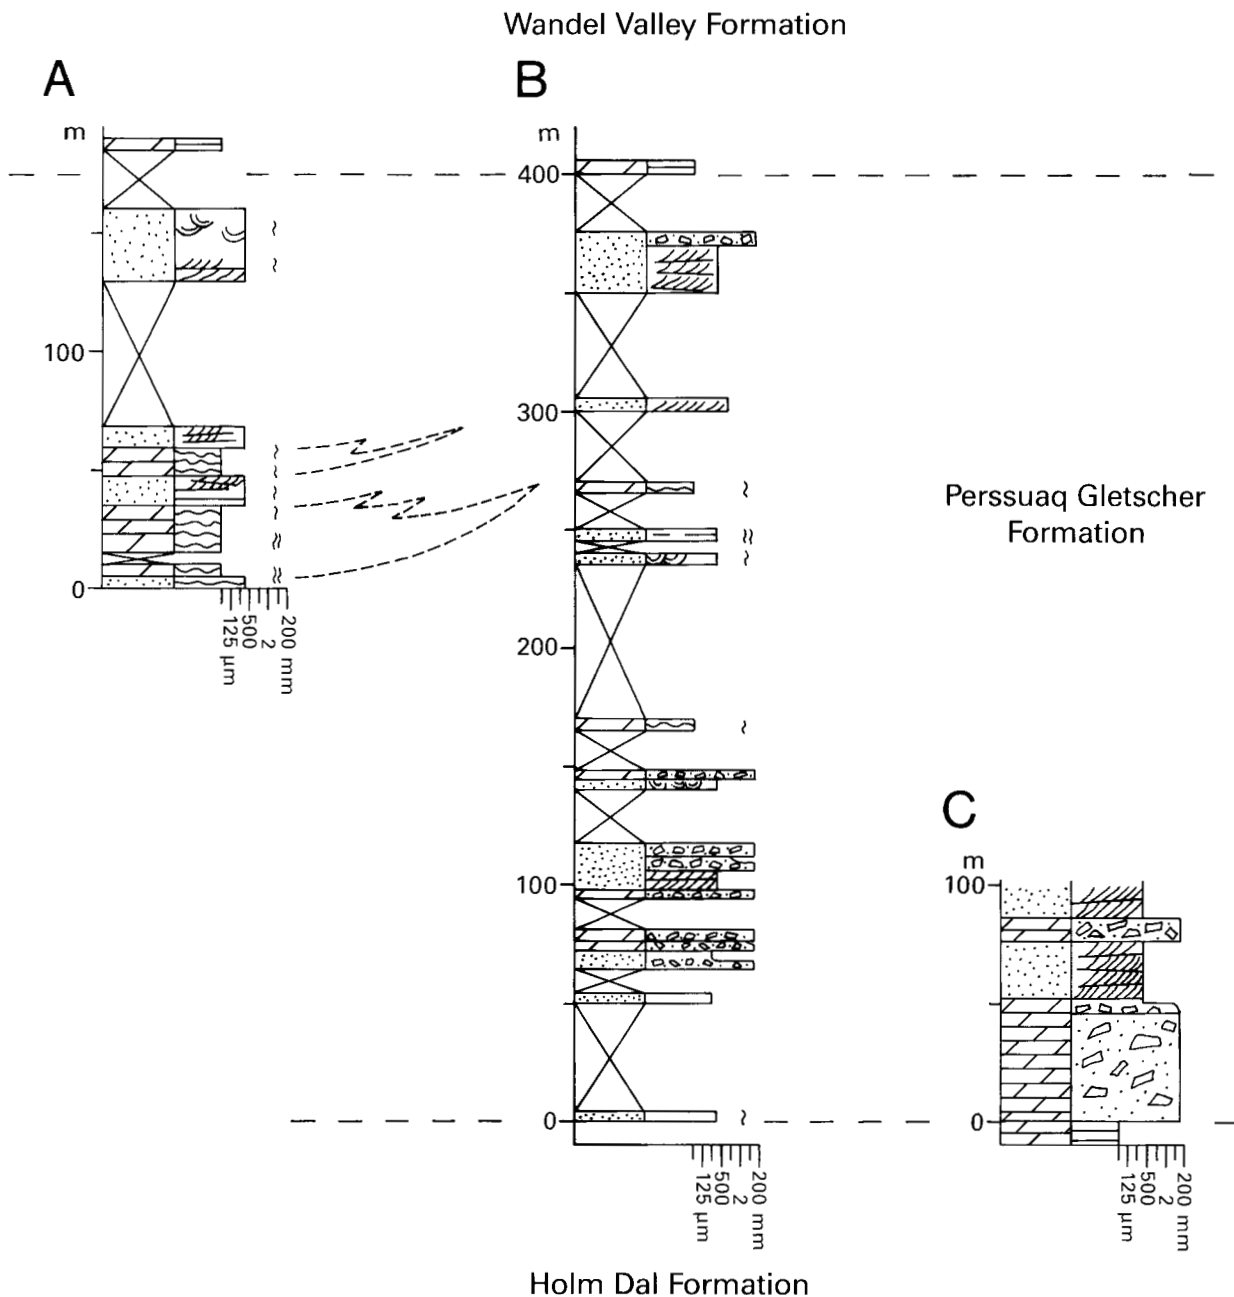 Wandel Valley Formation
A
B
m
m
400
100
300
Perssuaq Gletscher
Formation
0
125 µm
500
2
200 mm
200
C
m
100
100
0
0
125 µm
500
2
200 mm
125 µm
500
2
200 mm
Holm Dal Formation